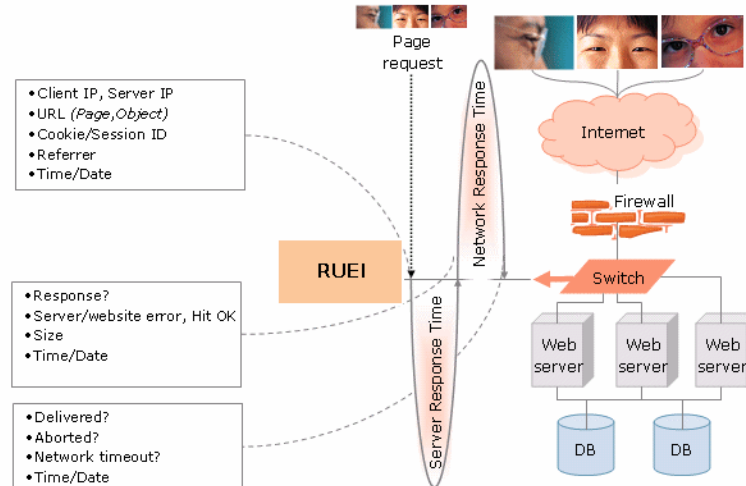 Page
request
• Client IP, Server IP
• URL (Page,Object)
• Cookie/Session ID
• Referrer
• Time/Date
Network Response Time
Internet
Firewall
RUEI
Switch
• Response?
• Server/website error, Hit OK
• Size
• Time/Date
Server Response Time
Web
server
Web
server
Web
server
• Delivered?
• Aborted?
• Network timeout?
• Time/Date
DB
DB